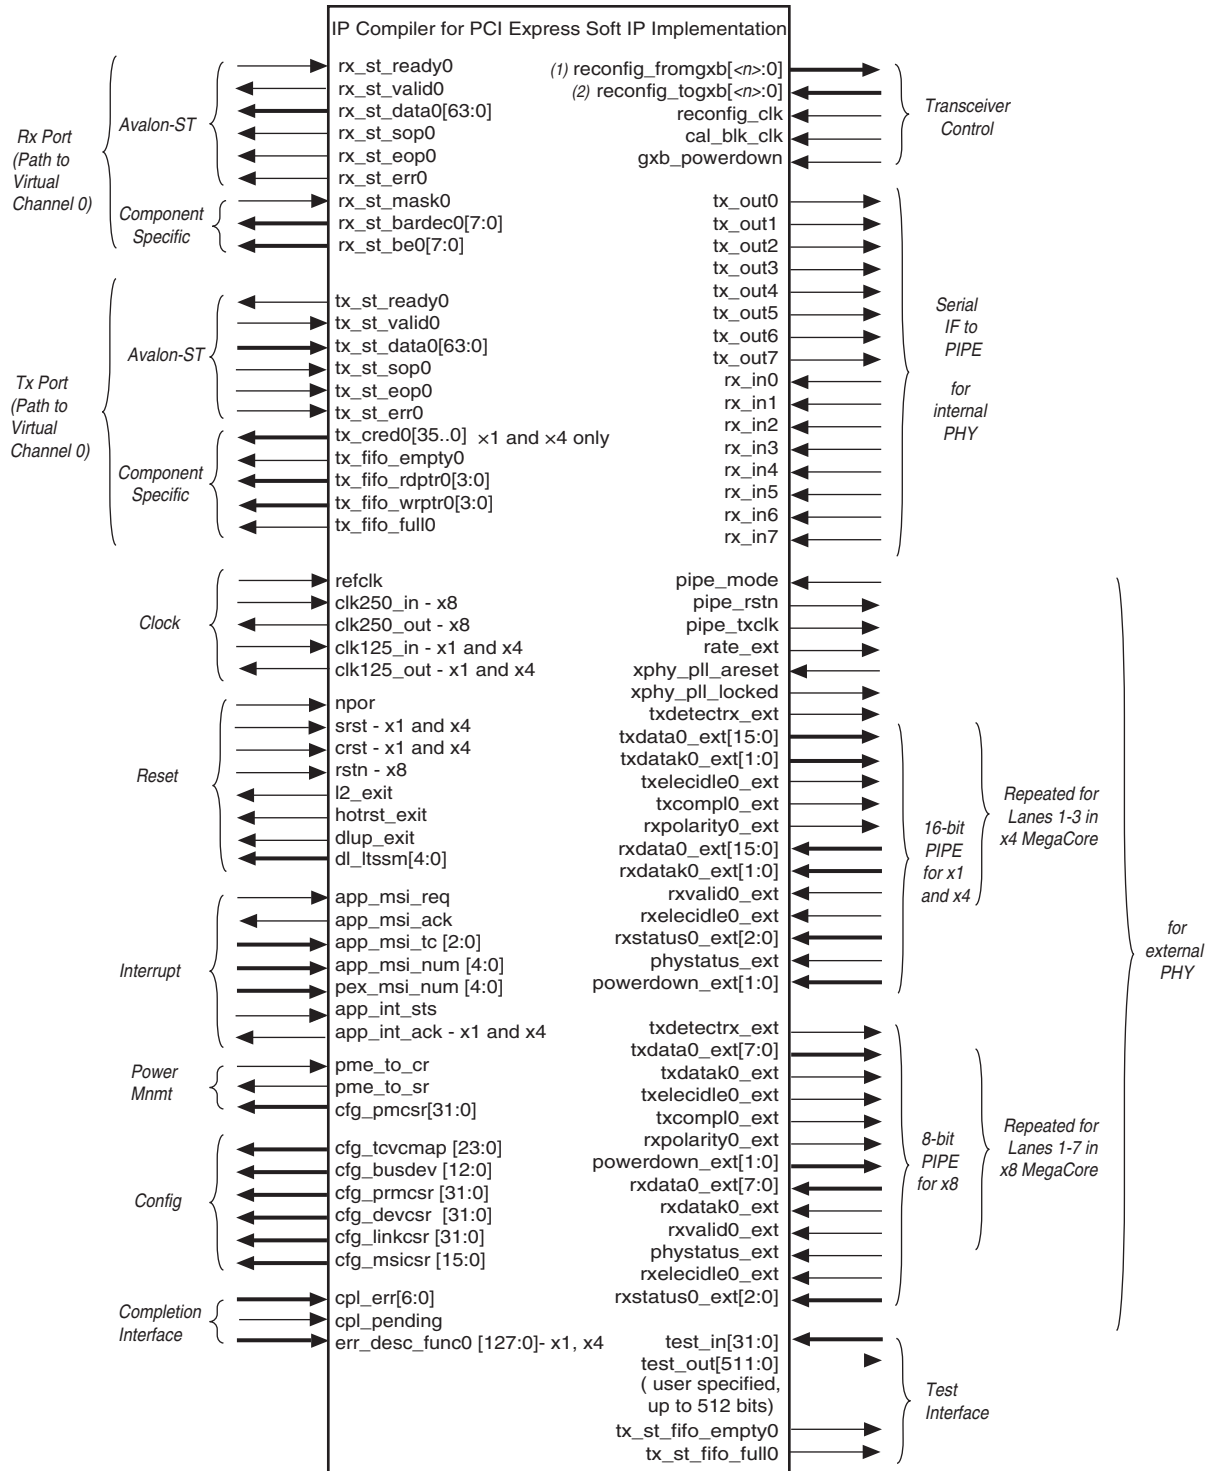 IP Compiler for PCI Express Soft IP Implementation
Rx Port
(Path to
Virtual
Channel 0)
Avalon-ST
rx_st_ready0
rx_st_valid0
rx_st_data0[63:0]
rx_st_sop0
rx_st_eop0
rx_st_err0
Component
Specific
rx_st_mask0
rx_st_bardec0[7:0]
rx_st_be0[7:0]
Tx Port
(Path to
Virtual
Channel 0)
Avalon-ST
tx_st_ready0
tx_st_valid0
tx_st_data0[63:0]
tx_st_sop0
tx_st_eop0
tx_st_err0
Component
Specific
tx_cred0[35..0] ×1 and ×4 only
tx_fifo_empty0
tx_fifo_rdptr0[3:0]
tx_fifo_wrptr0[3:0]
tx_fifo_full0
Clock
refclk
clk250_in - x8
clk250_out - x8
clk125_in - x1 and x4
clk125_out - x1 and x4
Reset
npor
srst - x1 and x4
crst - x1 and x4
rstn - x8
l2_exit
hotrst_exit
dlup_exit
dl_ltssm[4:0]
Interrupt
app_msi_req
app_msi_ack
app_msi_tc [2:0]
app_msi_num [4:0]
pex_msi_num [4:0]
app_int_sts
app_int_ack - x1 and x4
Power
Mnmt
pme_to_cr
pme_to_sr
cfg_pmcsr[31:0]
Config
cfg_tcvcmap [23:0]
cfg_busdev [12:0]
cfg_prmcsr [31:0]
cfg_devcsr [31:0]
cfg_linkcsr [31:0]
cfg_msicsr [15:0]
Completion
Interface
cpl_err[6:0]
cpl_pending
err_desc_func0 [127:0]- x1, x4
(1) reconfig_fromgxb[<n>:0]
(2) reconfig_togxb[<n>:0]
reconfig_clk
cal_blk_clk
gxb_powerdown
Transceiver
Control
tx_out0
tx_out1
tx_out2
tx_out3
tx_out4
tx_out5
tx_out6
tx_out7
rx_in0
rx_in1
rx_in2
rx_in3
rx_in4
rx_in5
rx_in6
rx_in7
Serial
IF to
PIPE
for
internal
PHY
pipe_mode
pipe_rstn
pipe_txclk
rate_ext
xphy_pll_areset
xphy_pll_locked
txdetectrx_ext
txdata0_ext[15:0]
txdatak0_ext[1:0]
txelecidle0_ext
txcompl0_ext
rxpolarity0_ext
rxdata0_ext[15:0]
rxdatak0_ext[1:0]
rxvalid0_ext
rxelecidle0_ext
rxstatus0_ext[2:0]
phystatus_ext
powerdown_ext[1:0]
16-bit
PIPE
for x1
and x4
Repeated for
Lanes 1-3 in
x4 MegaCore
txdetectrx_ext
txdata0_ext[7:0]
txdatak0_ext
txelecidle0_ext
txcompl0_ext
rxpolarity0_ext
powerdown_ext[1:0]
rxdata0_ext[7:0]
rxdatak0_ext
rxvalid0_ext
phystatus_ext
rxelecidle0_ext
rxstatus0_ext[2:0]
8-bit
PIPE
for x8
Repeated for
Lanes 1-7 in
x8 MegaCore
for
external
PHY
test_in[31:0]
test_out[511:0]
( user specified,
up to 512 bits)
tx_st_fifo_empty0
tx_st_fifo_full0
Test
Interface